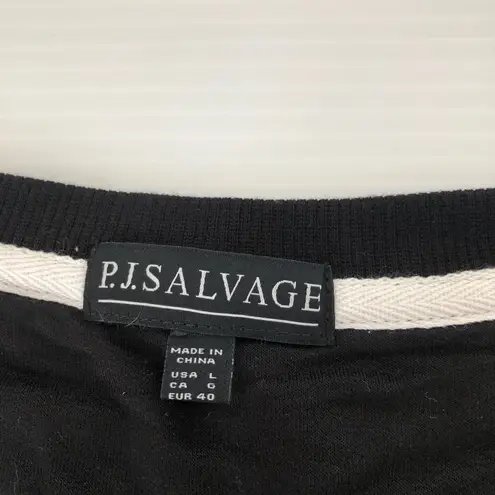 P.J.SALVAGE
MADE IN
CHINA
USA L
CA G
EUR 40